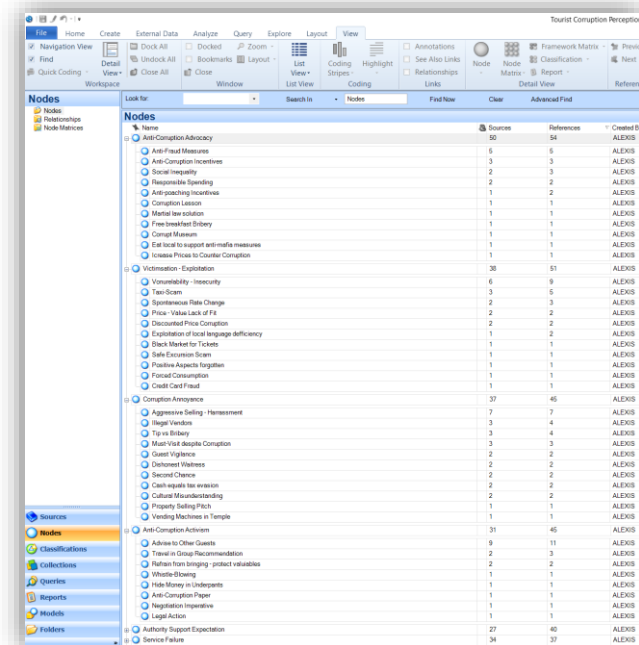 Tourist Corruption Perception
File Home Create External Data Analyze Query Explore Layout View
Navigation View Dock All Docked Zoom Annotations Framework Matrix Previ
Find Undock All Bookmarks Layout See Also Links Classification Next
Quick Coding Detail View Close All Close List View Coding Stripes Highlight Relationships Node Node Matrix Report
Workspace Window List View Coding Links Detail View Referen
Nodes
Nodes
Relationships
Node Matrices
Look for: Search In Nodes Find Now Clear Advanced Find
Nodes
Name Sources References Created B
Anti-Corruption Advocacy 50 54 ALEXIS
Anti-Fraud Measures 5 5 ALEXIS
Anti-Corruption Incentives 3 3 ALEXIS
Social Inequality 2 3 ALEXIS
Responsible Spending 2 2 ALEXIS
Anti-poaching Incentives 1 2 ALEXIS
Corruption Lesson 1 1 ALEXIS
Martial law solution 1 1 ALEXIS
Free breakfast Bribery 1 1 ALEXIS
Corrupt Museum 1 1 ALEXIS
Eat local to support anti-mafia measures 1 1 ALEXIS
Icrease Prices to Counter Corruption 1 1 ALEXIS
Victimsation - Exploitation 38 51 ALEXIS
Vonurelability - Insecurity 6 9 ALEXIS
Taxi-Scam 3 5 ALEXIS
Spontaneous Rate Change 2 3 ALEXIS
Price - Value Lack of Fit 2 2 ALEXIS
Discounted Price Corruption 2 2 ALEXIS
Exploitation of local language defficiency 1 2 ALEXIS
Black Market for Tickets 1 1 ALEXIS
Safe Excursion Scam 1 1 ALEXIS
Positive Aspects forgotten 1 1 ALEXIS
Forced Consumption 1 1 ALEXIS
Credit Card Fraud 1 1 ALEXIS
Corruption Annoyance 37 45 ALEXIS
Aggressive Selling - Harrassment 7 7 ALEXIS
Illegal Vendors 3 4 ALEXIS
Tip vs Bribery 3 4 ALEXIS
Must-Visit despite Corruption 3 3 ALEXIS
Guest Vigilance 2 2 ALEXIS
Dishonest Waitress 2 2 ALEXIS
Second Chance 2 2 ALEXIS
Cash equals tax evasion 2 2 ALEXIS
Cultural Misunderstanding 2 2 ALEXIS
Property Selling Pitch 1 1 ALEXIS
Vending Machines in Temple 1 1 ALEXIS
Anti-Corruption Activism 31 45 ALEXIS
Advise to Other Guests 9 11 ALEXIS
Travel in Group Recommendation 2 3 ALEXIS
Refrain from bringing - protect valuables 2 2 ALEXIS
Whistle-Blowing 1 1 ALEXIS
Hide Money in Underpants 1 1 ALEXIS
Anti-Corruption Paper 1 1 ALEXIS
Negotiation Imperative 1 1 ALEXIS
Legal Action 1 1 ALEXIS
Authority Support Expectation 27 40 ALEXIS
Service Failure 34 37 ALEXIS
Sources
Nodes
Classifications
Collections
Queries
Reports
Models
Folders